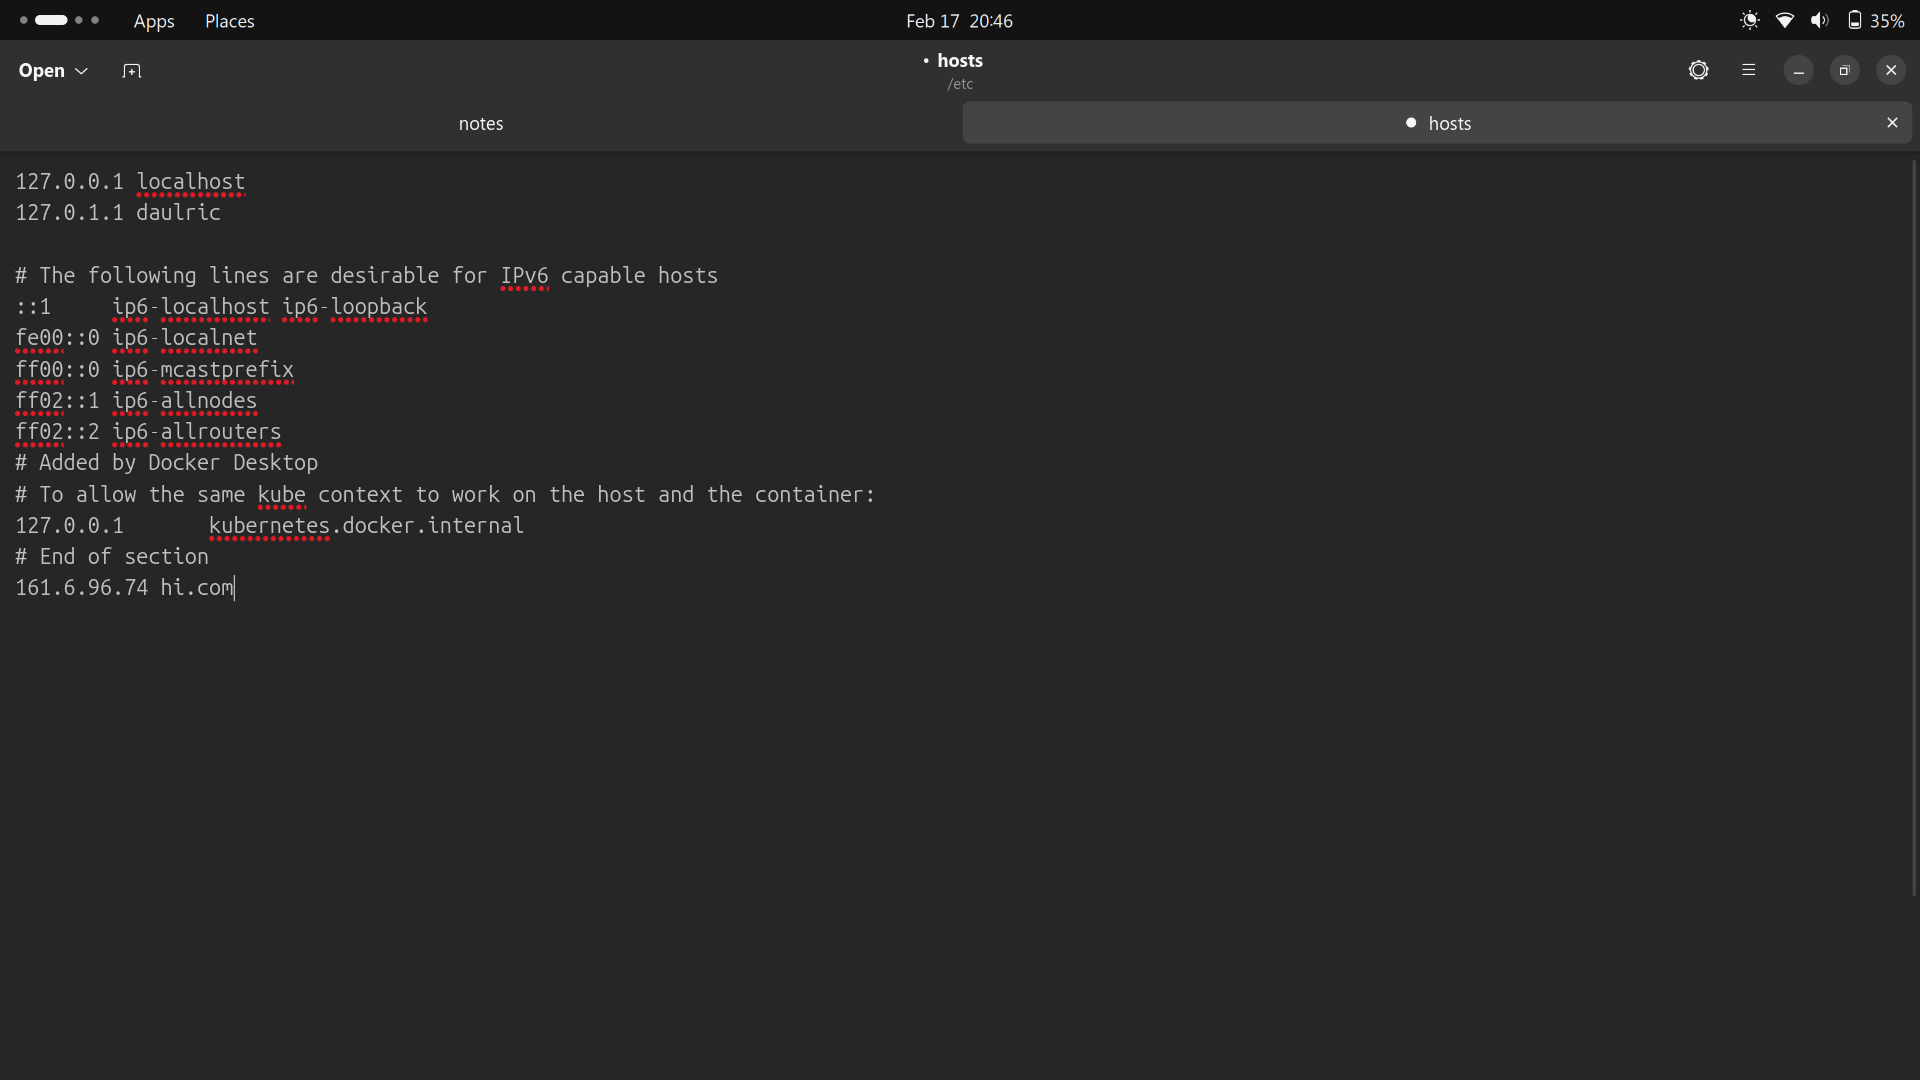 Apps Places Feb 17 20:46 35%
Open • hosts
/etc
notes hosts
127.0.0.1 localhost
127.0.1.1 daulric

# The following lines are desirable for IPv6 capable hosts
::1     ip6-localhost ip6-loopback
fe00::0 ip6-localnet
ff00::0 ip6-mcastprefix
ff02::1 ip6-allnodes
ff02::2 ip6-allrouters
# Added by Docker Desktop
# To allow the same kube context to work on the host and the container:
127.0.0.1       kubernetes.docker.internal
# End of section
161.6.96.74 hi.com